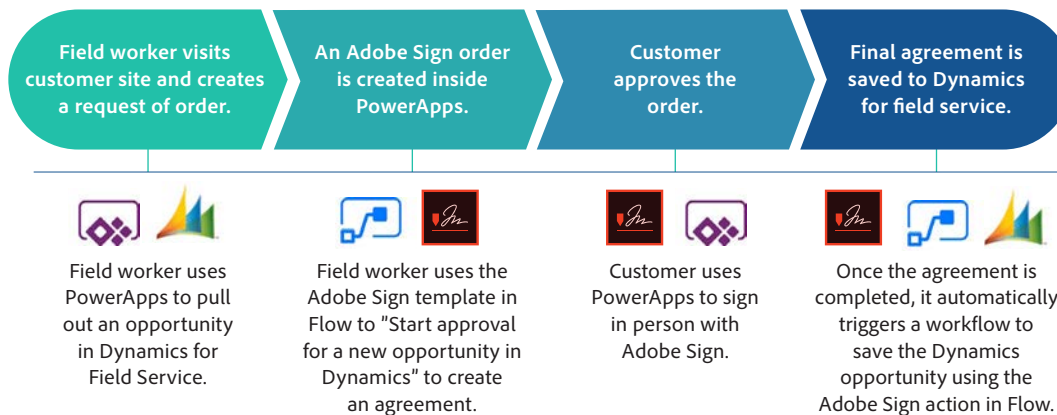 Field worker visits
customer site and creates
a request of order.
An Adobe Sign order
is created inside
PowerApps.
Customer
approves the
order.
Final agreement is
saved to Dynamics
for field service.
Field worker uses
PowerApps to pull
out an opportunity
in Dynamics for
Field Service.
Field worker uses the
Adobe Sign template in
Flow to "Start approval
for a new opportunity in
Dynamics" to create
an agreement.
Customer uses
PowerApps to sign
in person with
Adobe Sign.
Once the agreement is
completed, it automatically
triggers a workflow to
save the Dynamics
opportunity using the
Adobe Sign action in Flow.